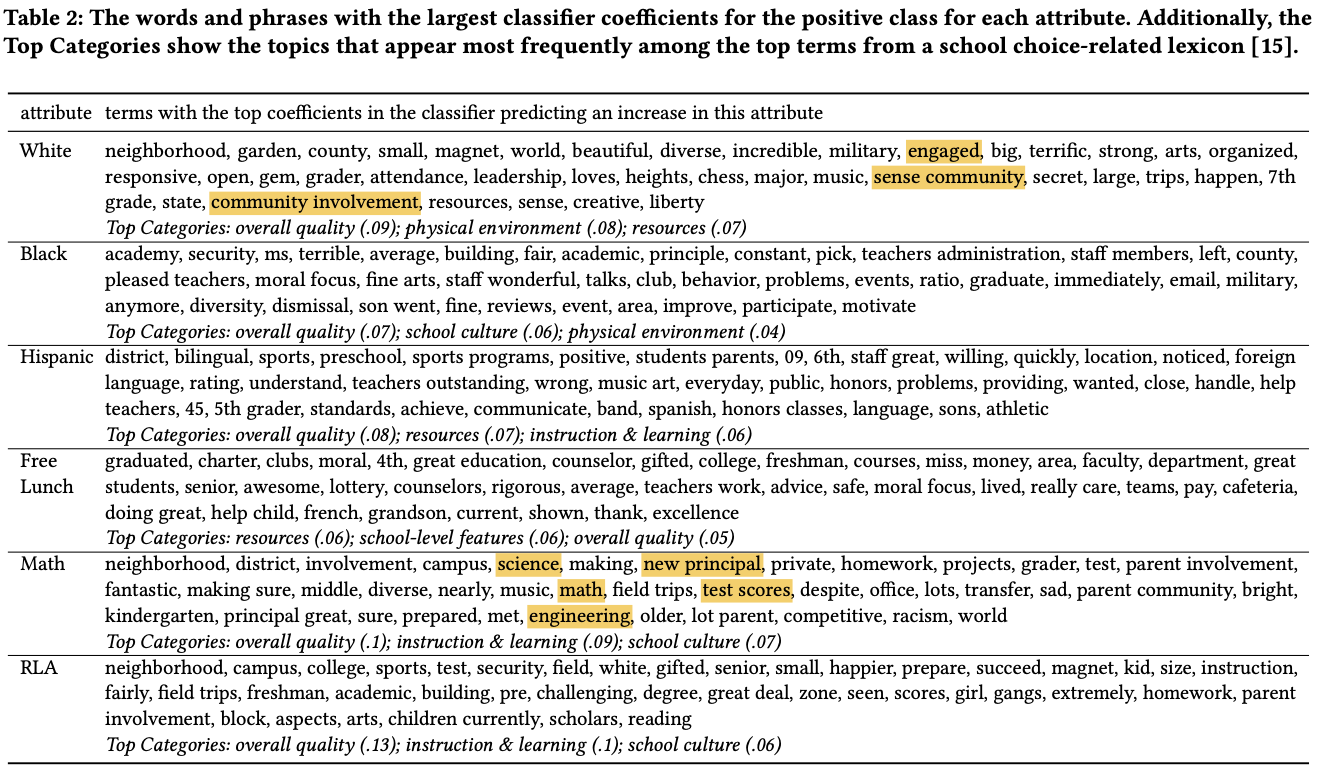 Table 2: The words and phrases with the largest classifier coefficients for the positive class for each attribute. Additionally, the
Top Categories show the topics that appear most frequently among the top terms from a school choice-related lexicon [15].
attribute terms with the top coefficients in the classifier predicting an increase in this attribute
White neighborhood, garden, county, small, magnet, world, beautiful, diverse, incredible, military, engaged, big, terrific, strong, arts, organized,
responsive, open, gem, grader, attendance, leadership, loves, heights, chess, major, music, sense community, secret, large, trips, happen, 7th
grade, state, community involvement, resources, sense, creative, liberty
Top Categories: overall quality (.09); physical environment (.08); resources (.07)
Black academy, security, ms, terrible, average, building, fair, academic, principle, constant, pick, teachers administration, staff members, left, county,
pleased teachers, moral focus, fine arts, staff wonderful, talks, club, behavior, problems, events, ratio, graduate, immediately, email, military,
anymore, diversity, dismissal, son went, fine, reviews, event, area, improve, participate, motivate
Top Categories: overall quality (.07); school culture (.06); physical environment (.04)
Hispanic district, bilingual, sports, preschool, sports programs, positive, students parents, 09, 6th, staff great, willing, quickly, location, noticed, foreign
language, rating, understand, teachers outstanding, wrong, music art, everyday, public, honors, problems, providing, wanted, close, handle, help
teachers, 45, 5th grader, standards, achieve, communicate, band, spanish, honors classes, language, sons, athletic
Top Categories: overall quality (.08); resources (.07); instruction & learning (.06)
Free graduated, charter, clubs, moral, 4th, great education, counselor, gifted, college, freshman, courses, miss, money, area, faculty, department, great
Lunch students, senior, awesome, lottery, counselors, rigorous, average, teachers work, advice, safe, moral focus, lived, really care, teams, pay, cafeteria,
doing great, help child, french, grandson, current, shown, thank, excellence
Top Categories: resources (.06); school-level features (.06); overall quality (.05)
Math neighborhood, district, involvement, campus, science, making, new principal, private, homework, projects, grader, test, parent involvement,
fantastic, making sure, middle, diverse, nearly, music, math, field trips, test scores, despite, office, lots, transfer, sad, parent community, bright,
kindergarten, principal great, sure, prepared, met, engineering, older, lot parent, competitive, racism, world
Top Categories: overall quality (.1); instruction & learning (.09); school culture (.07)
RLA neighborhood, campus, college, sports, test, security, field, white, gifted, senior, small, happier, prepare, succeed, magnet, kid, size, instruction,
fairly, field trips, freshman, academic, building, pre, challenging, degree, great deal, zone, seen, scores, girl, gangs, extremely, homework, parent
involvement, block, aspects, arts, children currently, scholars, reading
Top Categories: overall quality (.13); instruction & learning (.1); school culture (.06)